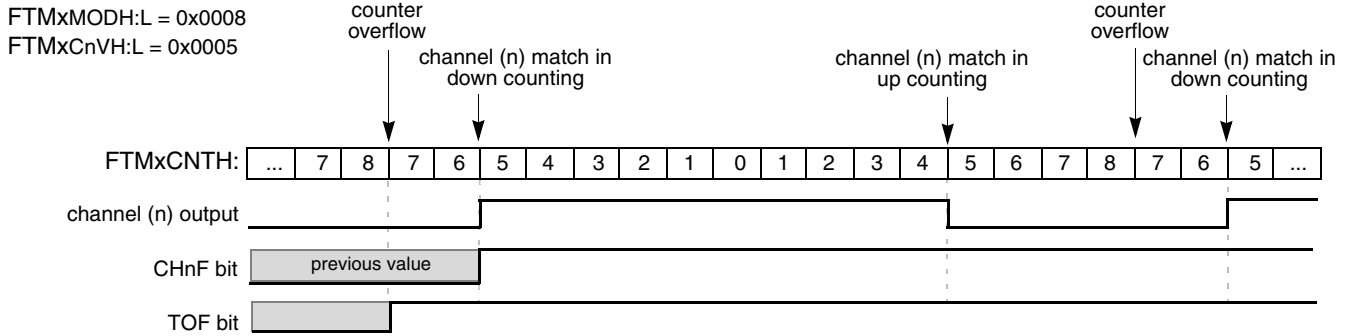 FTMxMODH:L = 0x0008
FTMxCnVH:L = 0x0005
counter
overflow
channel (n) match in
down counting
channel (n) match in
up counting
counter
overflow
channel (n) match in
down counting
FTMxCNTH: ... 7 8 7 6 5 4 3 2 1 0 1 2 3 4 5 6 7 8 7 6 5 ...
channel (n) output
CHnF bit previous value
TOF bit